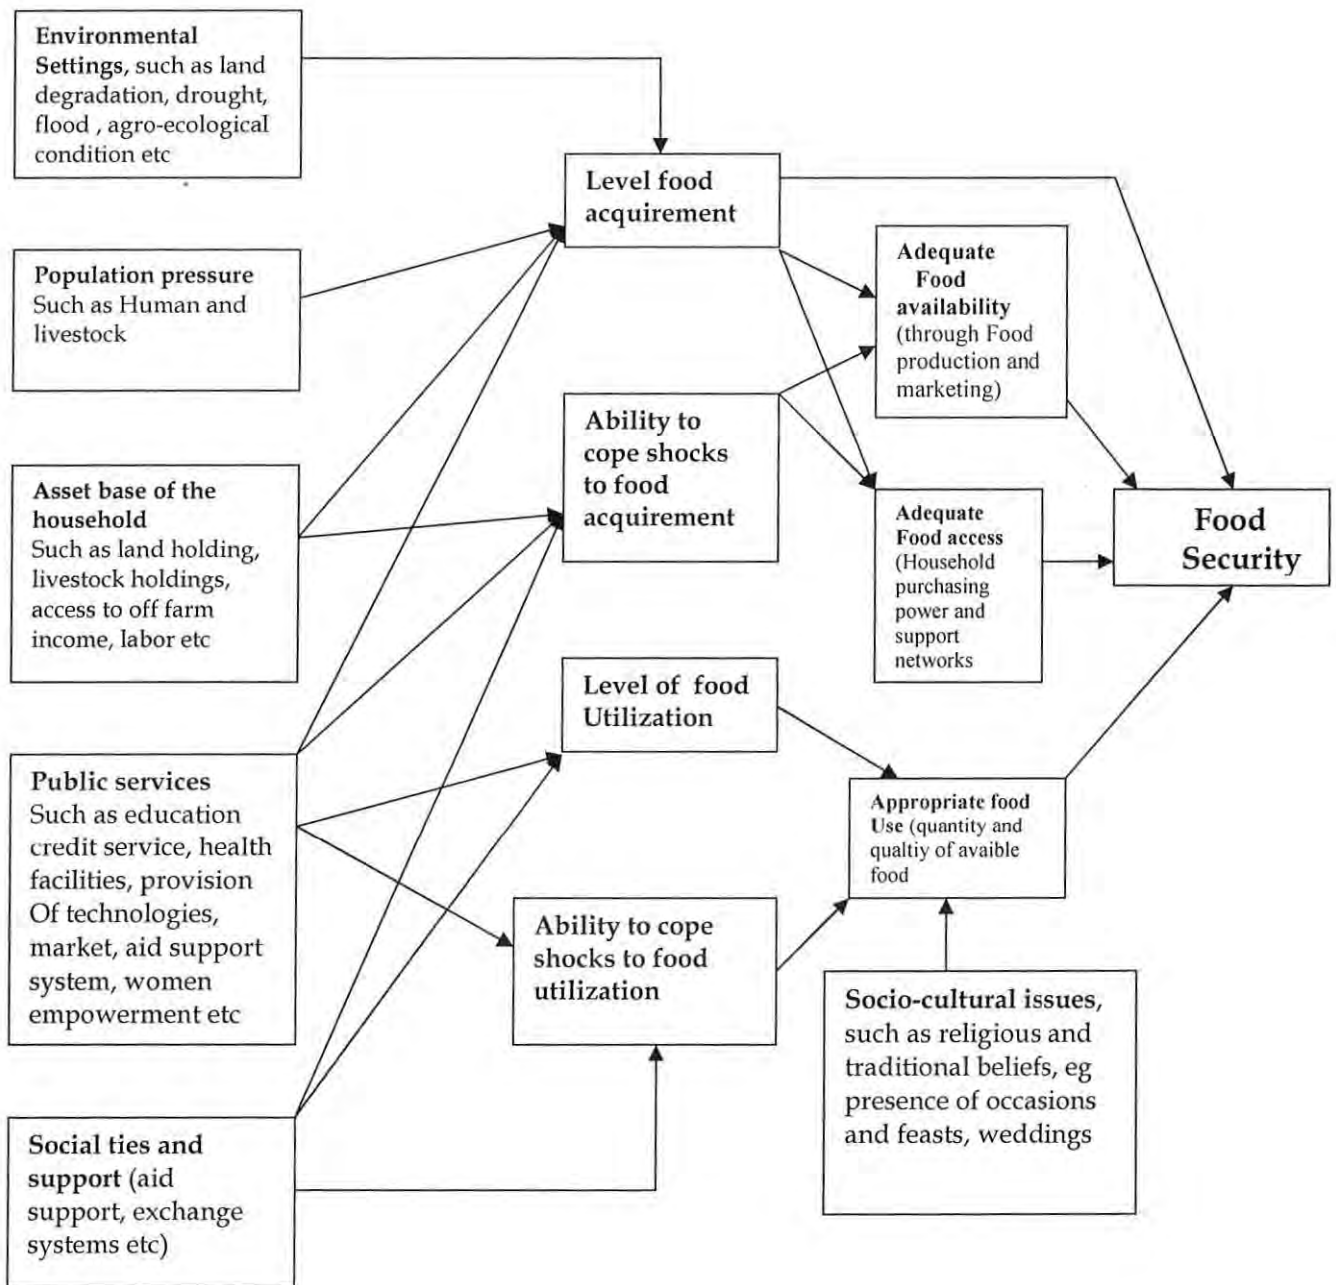 Environmental
Settings, such as land
degradation, drought,
flood , agro-ecological
condition etc
Population pressure
Such as Human and
livestock
Asset base of the
household
Such as land holding,
livestock holdings,
access to off farm
income, labor etc
Public services
Such as education
credit service, health
facilities, provision
Of technologies,
market, aid support
system, women
empowerment etc
Social ties and
support (aid
support, exchange
systems etc)
Level food
acquirement
Ability to
cope shocks
to food
acquirement
Level of food
Utilization
Ability to cope
shocks to food
utilization
Adequate
Food
availability
(through Food
production and
marketing)
Adequate
Food access
(Household
purchasing
power and
support
networks
Appropriate food
Use (quantity and
qualtiy of avaible
food
Socio-cultural issues,
such as religious and
traditional beliefs, eg
presence of occasions
and feasts, weddings
Food
Security